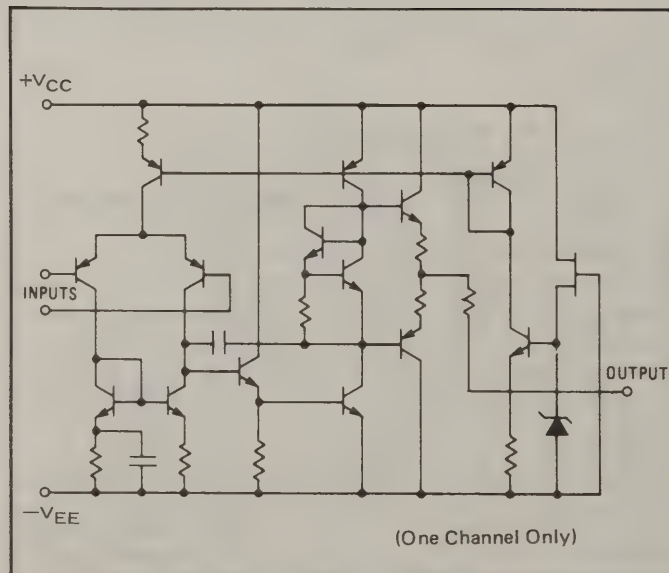 +VCC
INPUTS
OUTPUT
−VEE
(One Channel Only)